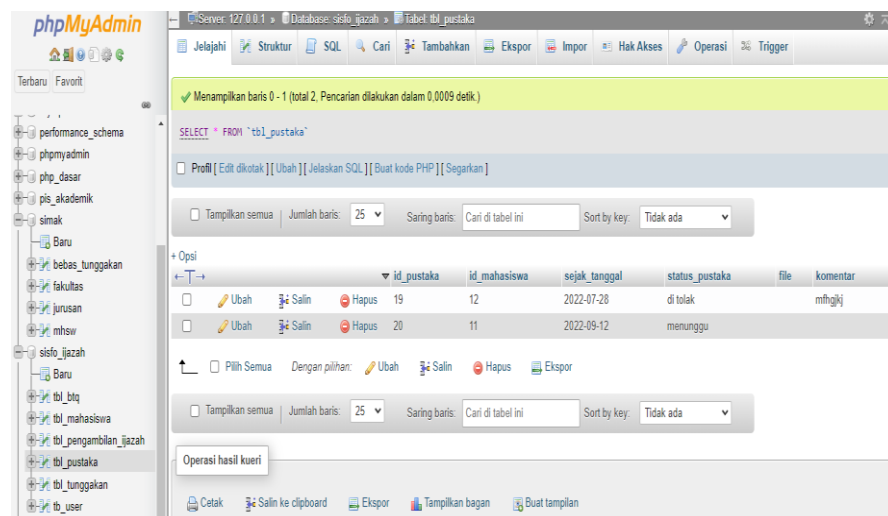 phpMyAdmin
Terbaru Favorit
performance_schema
phpmyadmin
php_dasar
pis_akademik
simak
Baru
bebas_tunggakan
fakultas
jurusan
mhsw
sisfo_ijazah
Baru
tbl_btq
tbl_mahasiswa
tbl_pengambilan_ijazah
tbl_pustaka
tbl_tunggakan
tb_user
Server: 127.0.0.1 » Database: sisfo_ijazah » Tabel: tbl_pustaka
Jelajahi Struktur SQL Cari Tambahkan Ekspor Impor Hak Akses Operasi Trigger
Menampilkan baris 0 - 1 (total 2, Pencarian dilakukan dalam 0,0009 detik.)
SELECT * FROM `tbl_pustaka`
Profil [ Edit dikotak ] [ Ubah ] [ Jelaskan SQL ] [ Buat kode PHP ] [ Segarkan ]
Tampilkan semua | Jumlah baris: 25 Saring baris: Cari di tabel ini Sort by key: Tidak ada
+ Opsi
←T→ id_pustaka id_mahasiswa sejak_tanggal status_pustaka file komentar
Ubah Salin Hapus 19 12 2022-07-28 di tolak mfhgjkj
Ubah Salin Hapus 20 11 2022-09-12 menunggu
Pilih Semua Dengan pilihan: Ubah Salin Hapus Ekspor
Tampilkan semua | Jumlah baris: 25 Saring baris: Cari di tabel ini Sort by key: Tidak ada
Operasi hasil kueri
Cetak Salin ke clipboard Ekspor Tampilkan bagan Buat tampilan